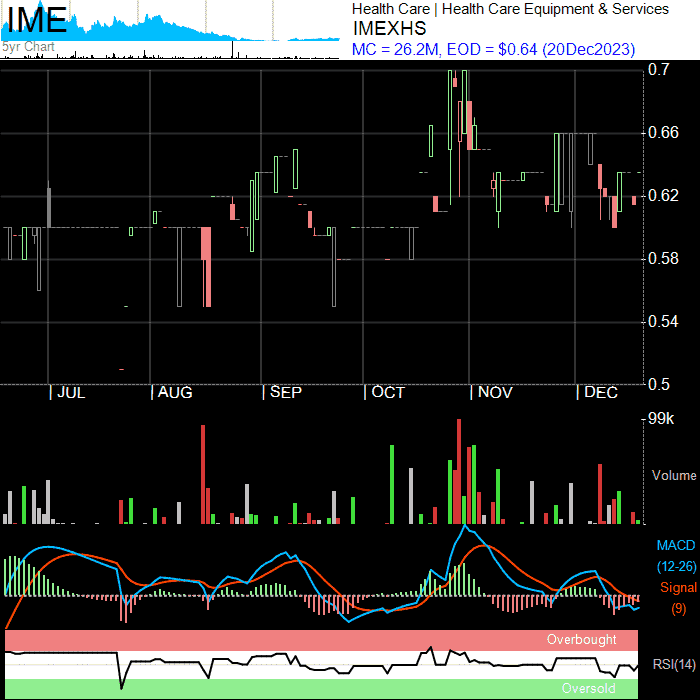 IME
5yr Chart
Health Care | Health Care Equipment & Services
IMEXHS
MC = 26.2M, EOD = $0.64 (20Dec2023)
0.7
0.66
0.62
0.58
0.54
0.5
| JUL | AUG | SEP | OCT | NOV | DEC
99k
Volume
MACD
(12-26)
Signal
(9)
Overbought
RSI(14)
Oversold